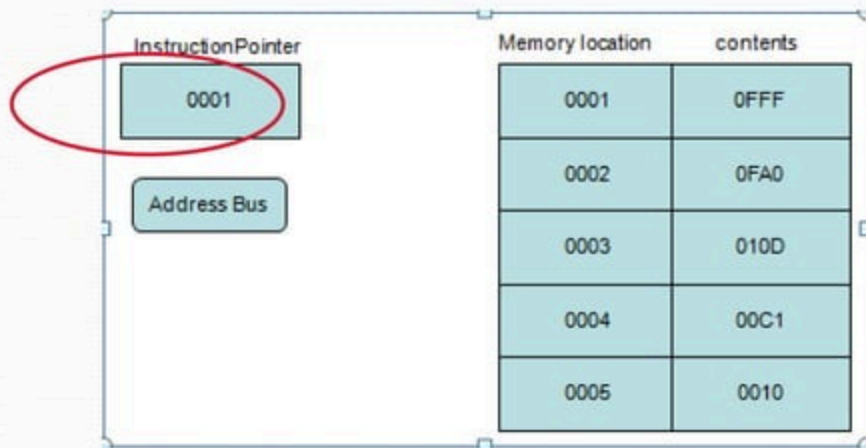 InstructionPointer
0001
Address Bus
Memory location contents
0001 0FFF
0002 0FA0
0003 010D
0004 00C1
0005 0010